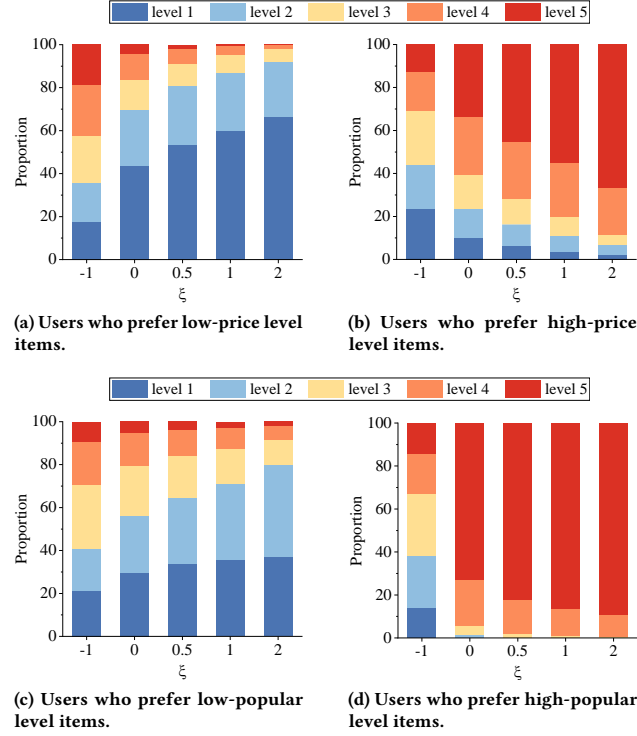 level 1 level 2 level 3 level 4 level 5
100
80
60
40
20
0
Proportion
-1 0 0.5 1 2
ξ
(a) Users who prefer low-price level
items.
100
80
60
40
20
0
Proportion
-1 0 0.5 1 2
ξ
(b) Users who prefer high-price
level items.
level 1 level 2 level 3 level 4 level 5
100
80
60
40
20
0
Proportion
-1 0 0.5 1 2
ξ
(c) Users who prefer low-popular
level items.
100
80
60
40
20
0
Proportion
-1 0 0.5 1 2
ξ
(d) Users who prefer high-popular
level items.